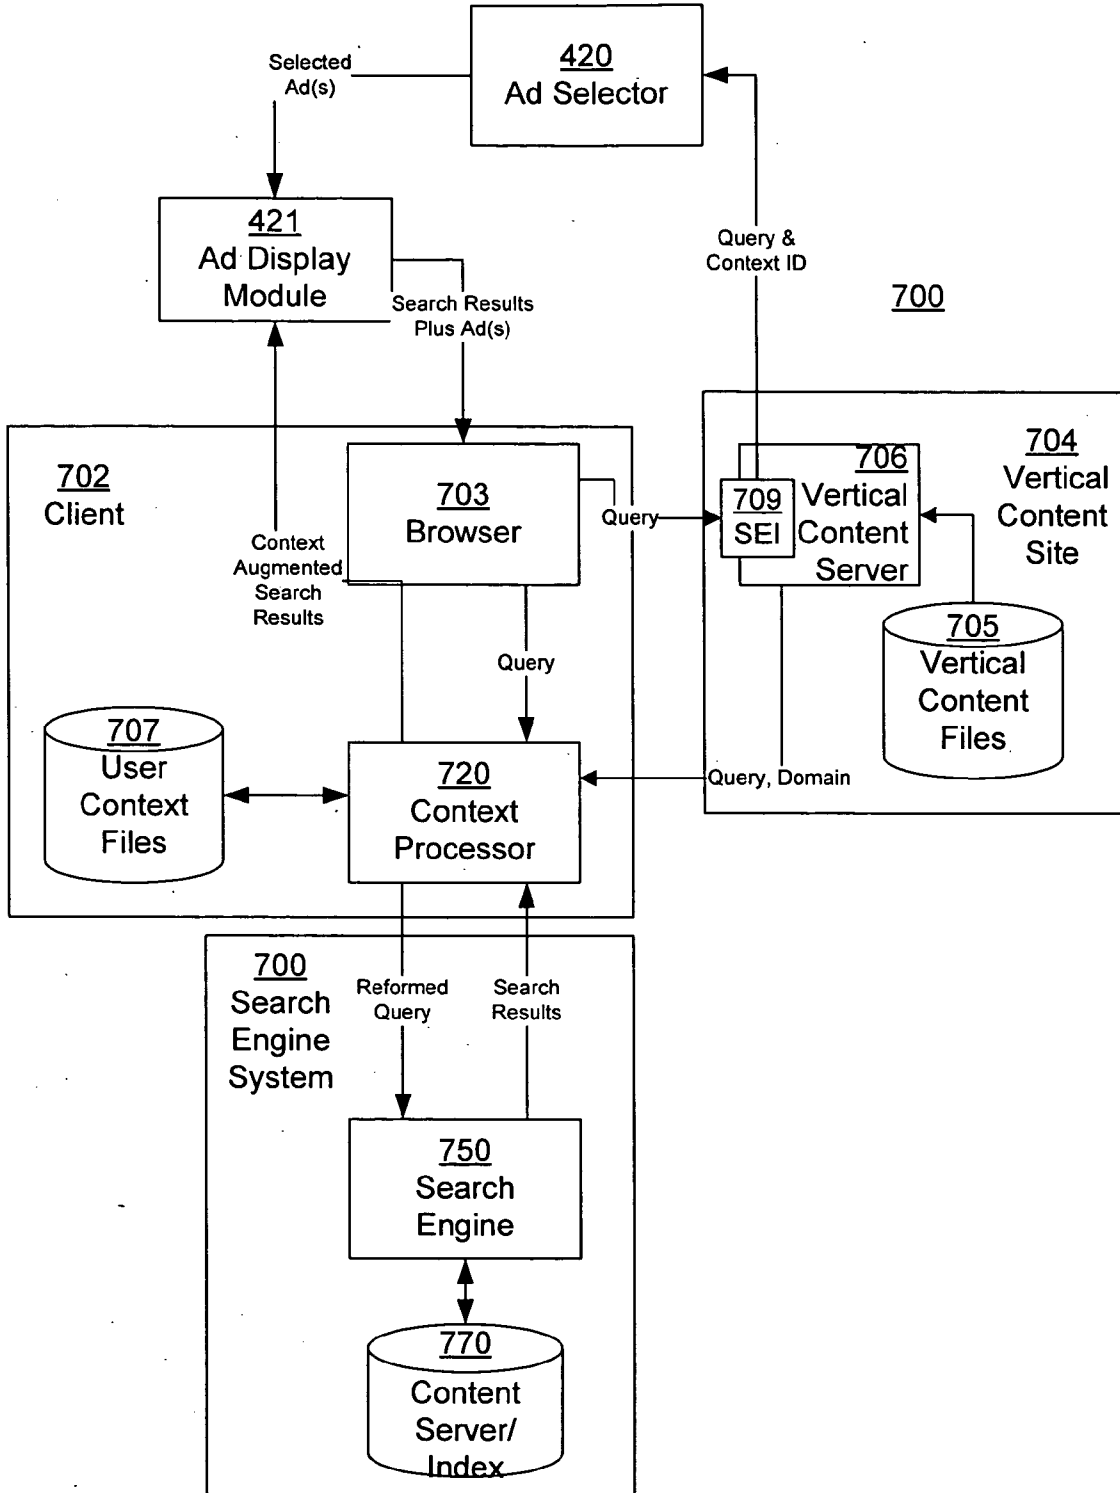 Selected
Ad(s)
420
Ad Selector
421
Ad Display
Module
Search Results
Plus Ad(s)
Query &
Context ID
700
702
Client
703
Browser
Query
709
SEI
706
Vertical
Content
Server
704
Vertical
Content
Site
Context
Augmented
Search
Results
Query
705
Vertical
Content
Files
707
User
Context
Files
720
Context
Processor
Query, Domain
700
Search
Engine
System
Reformed
Query
Search
Results
750
Search
Engine
770
Content
Server/
Index